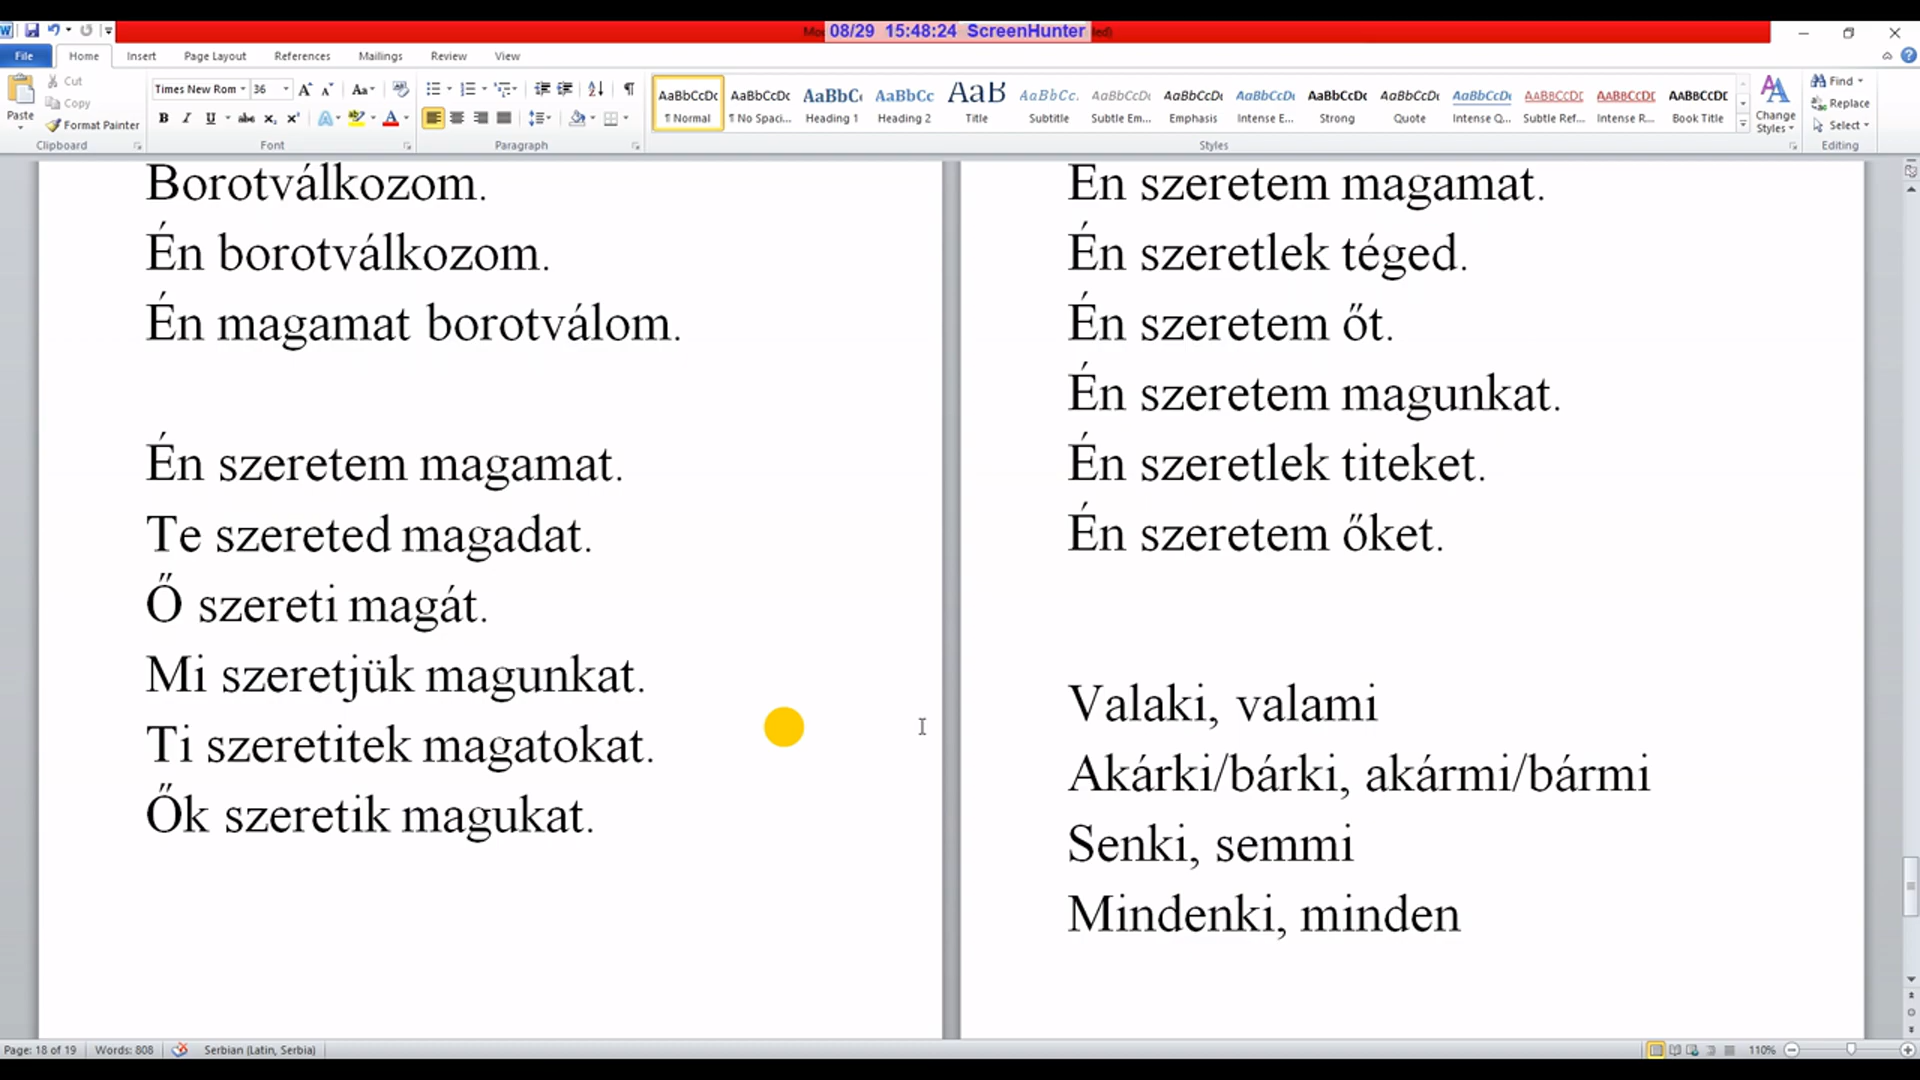 08/29 15:48:24 ScreenHunter
File Home Insert Page Layout References Mailings Review View
Cut
Copy
Format Painter
Paste
Clipboard
Times New Rom 36
Font
Paragraph
AaBbCcDc AaBbCcDc AaBbC AaBbCc AaB AaBbCc. AaBbCcDi AaBbCcDi AaBbCcDi AaBbCcDc AaBbCcDi AaBbCcDi AaBbCcDc AaBbCcDc AaBbCcDc
¶ Normal ¶ No Spaci... Heading 1 Heading 2 Title Subtitle Subtle Em... Emphasis Intense E... Strong Quote Intense Q... Subtle Ref... Intense R... Book Title
Styles
Change Styles
Find
Replace
Select
Editing
Borotválkozom.
Én borotválkozom.
Én magamat borotválom.
Én szeretem magamat.
Te szereted magadat.
Ő szereti magát.
Mi szeretjük magunkat.
Ti szeretitek magatokat.
Ők szeretik magukat.
Én szeretem magamat.
Én szeretlek téged.
Én szeretem őt.
Én szeretem magunkat.
Én szeretlek titeket.
Én szeretem őket.
Valaki, valami
Akárki/bárki, akármi/bármi
Senki, semmi
Mindenki, minden
Page: 18 of 19 Words: 808 Serbian (Latin, Serbia) 110%